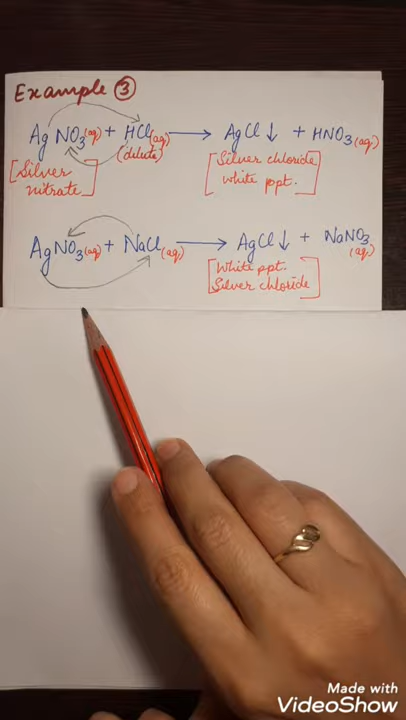 Example ③
AgNO₃(aq) + HCl(aq) ⟶ AgCl↓ + HNO₃(aq)
(dilute)
[Silver nitrate]
[Silver chloride
white ppt.]
AgNO₃(aq) + NaCl(aq) ⟶ AgCl↓ + NaNO₃(aq)
[White ppt.
Silver chloride]
Made with
VideoShow